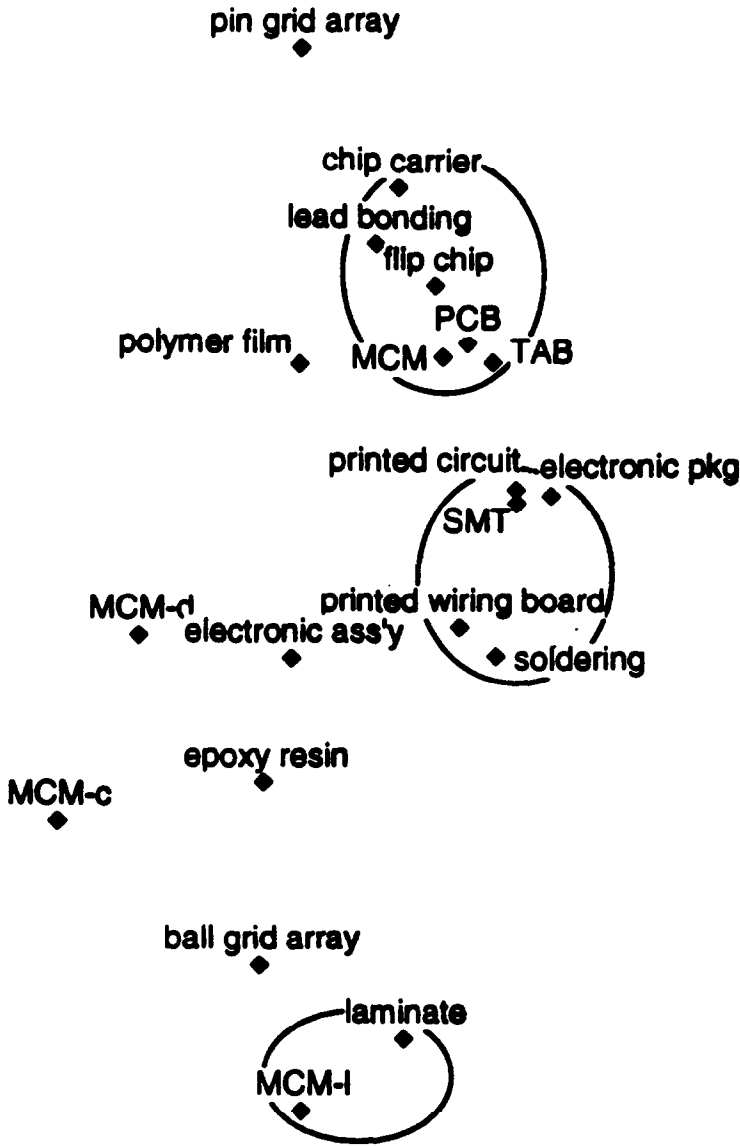 pin grid array
chip carrier
lead bonding
flip chip
PCB
polymer film
MCM
TAB
printed circuit
electronic pkg
SMT
MCM-d
printed wiring board
electronic ass'y
soldering
epoxy resin
MCM-c
ball grid array
laminate
MCM-l